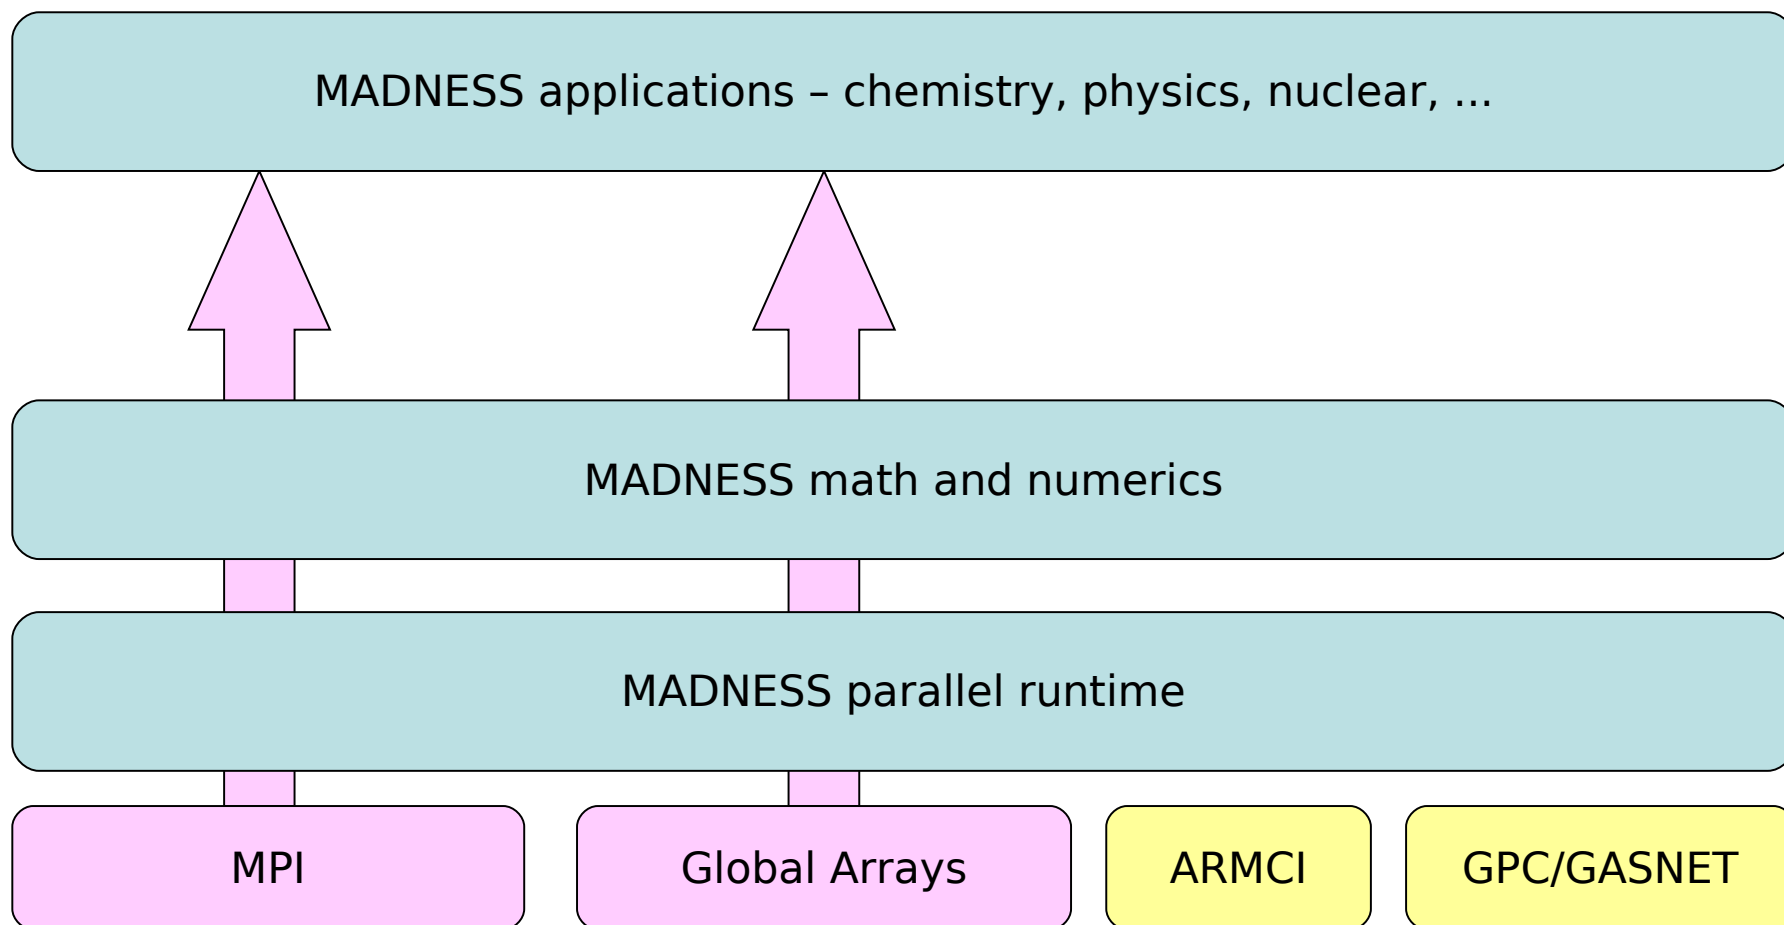 MADNESS applications – chemistry, physics, nuclear, ...
MADNESS math and numerics
MADNESS parallel runtime
MPI
Global Arrays
ARMCI
GPC/GASNET